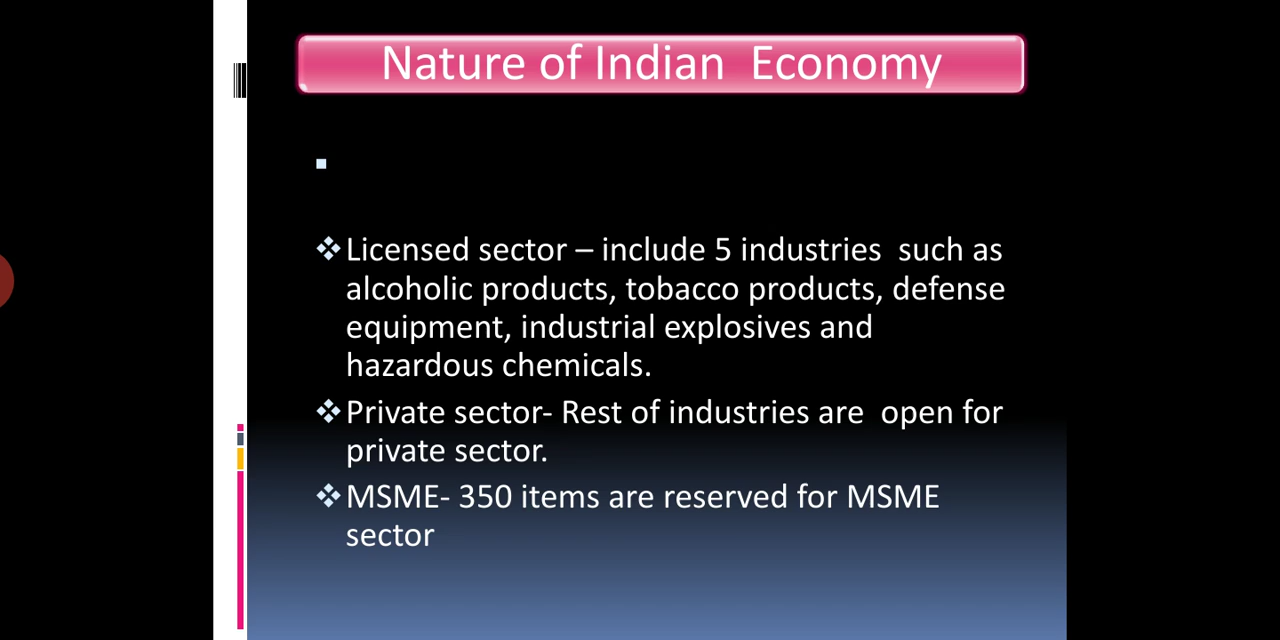 Nature of Indian Economy
Licensed sector – include 5 industries such as
alcoholic products, tobacco products, defense
equipment, industrial explosives and
hazardous chemicals.
Private sector- Rest of industries are open for
private sector.
MSME- 350 items are reserved for MSME
sector